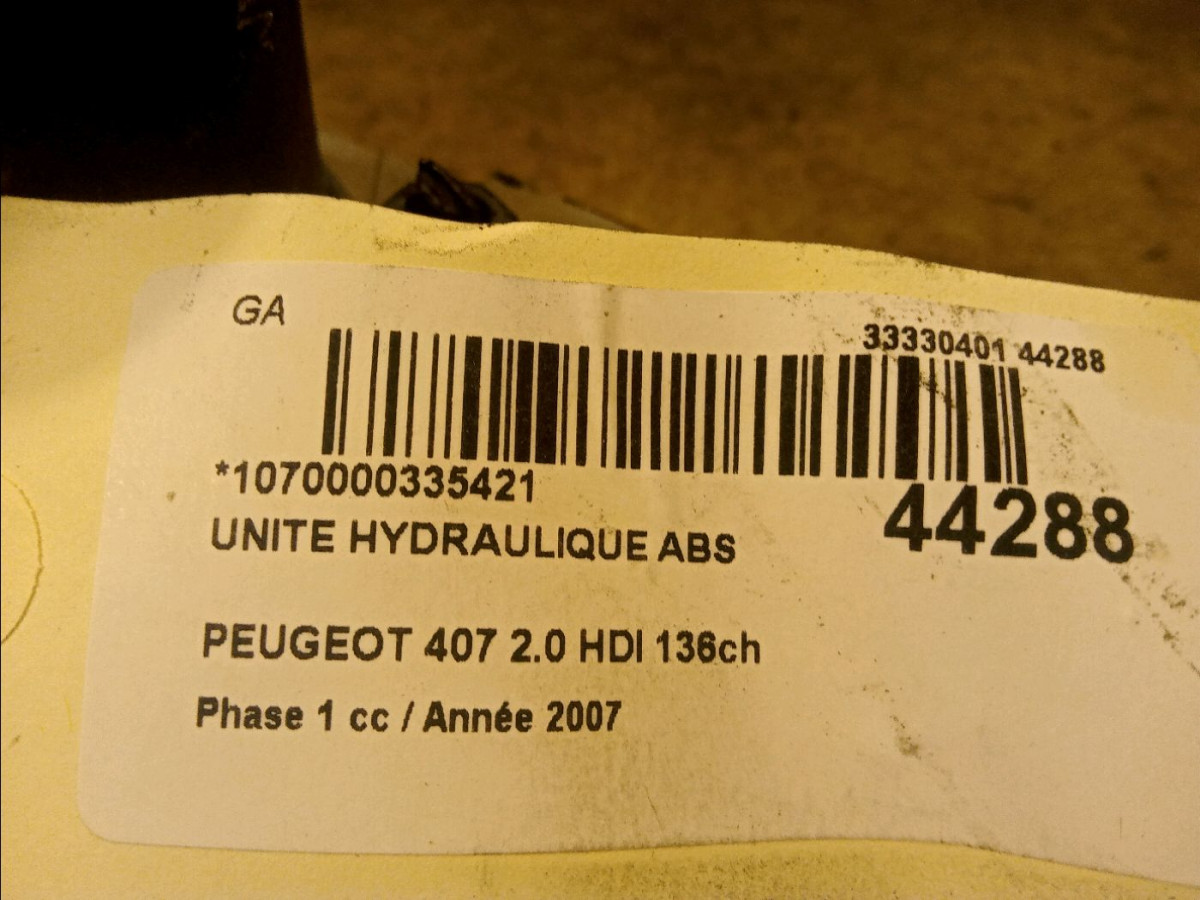 GA
33330401 44288
*1070000335421
44288
UNITE HYDRAULIQUE ABS
PEUGEOT 407 2.0 HDI 136ch
Phase 1 cc / Année 2007